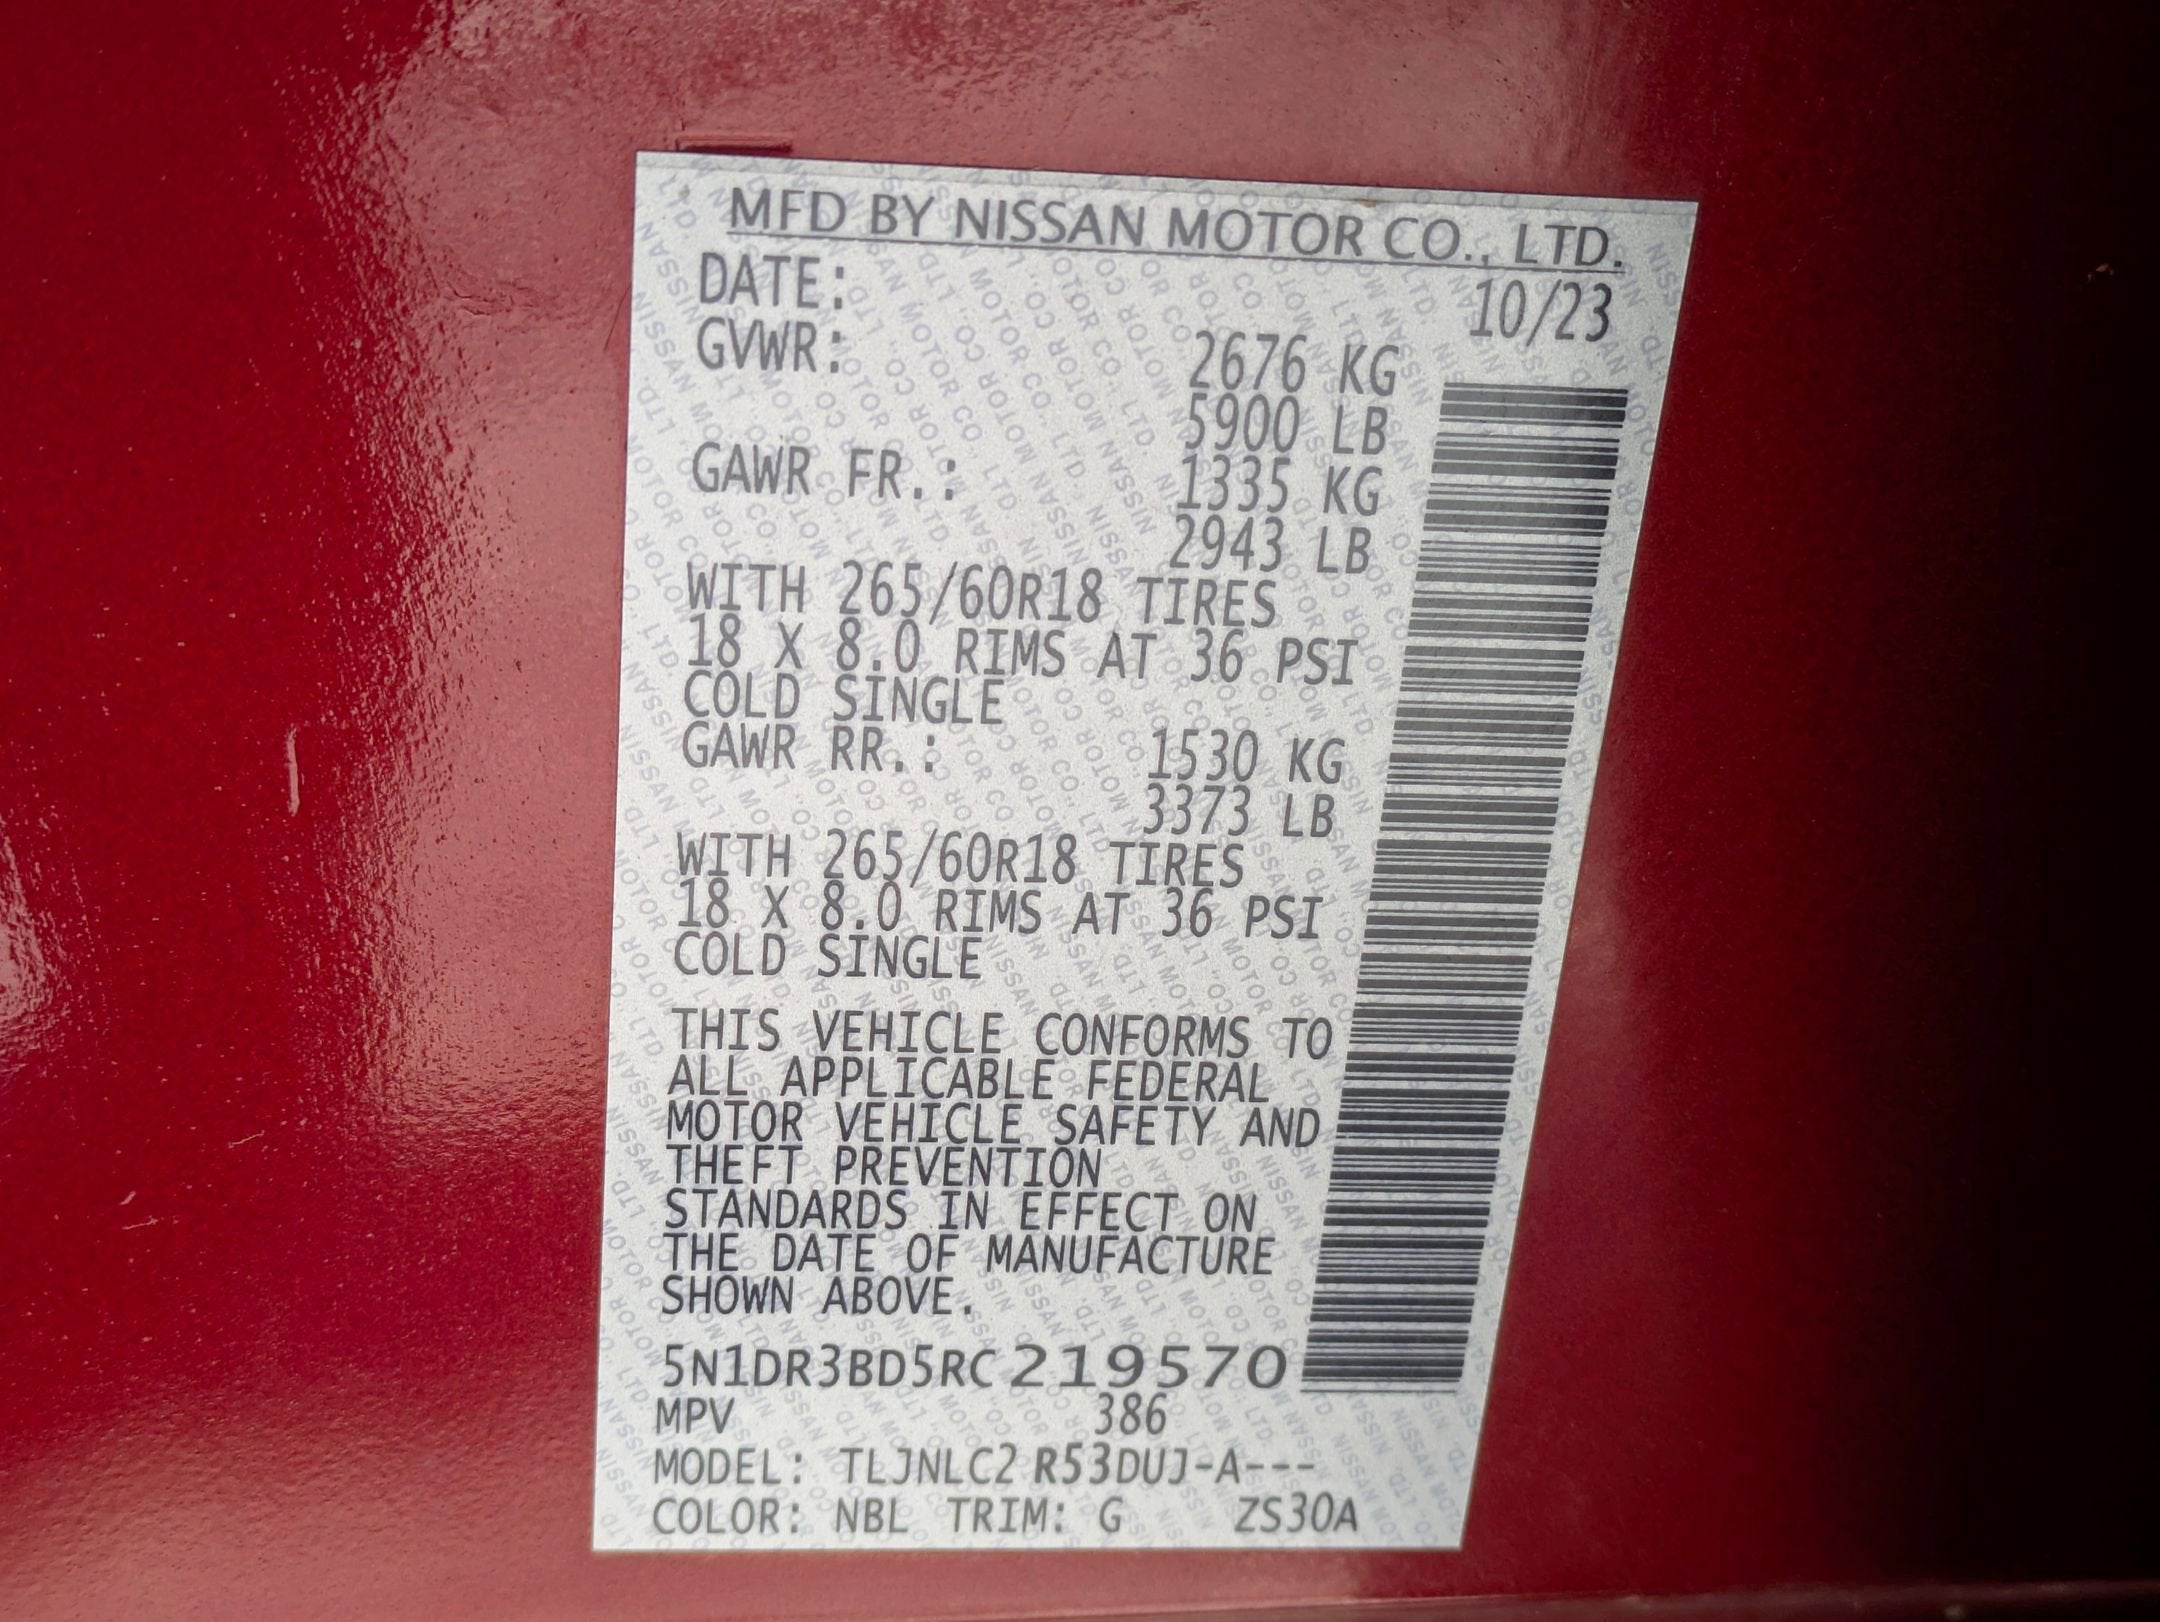 MFD BY NISSAN MOTOR CO., LTD.
DATE: 10/23
GVWR: 2676 KG
5900 LB
GAWR FR.: 1335 KG
2943 LB
WITH 265/60R18 TIRES
18 X 8.0 RIMS AT 36 PSI
COLD SINGLE
GAWR RR.: 1530 KG
3373 LB
WITH 265/60R18 TIRES
18 X 8.0 RIMS AT 36 PSI
COLD SINGLE
THIS VEHICLE CONFORMS TO
ALL APPLICABLE FEDERAL
MOTOR VEHICLE SAFETY AND
THEFT PREVENTION
STANDARDS IN EFFECT ON
THE DATE OF MANUFACTURE
SHOWN ABOVE.
5N1DR3BD5RC219570
MPV 386
MODEL: TLJNLC2 R53DUJ-A---
COLOR: NBL TRIM: G ZS30A